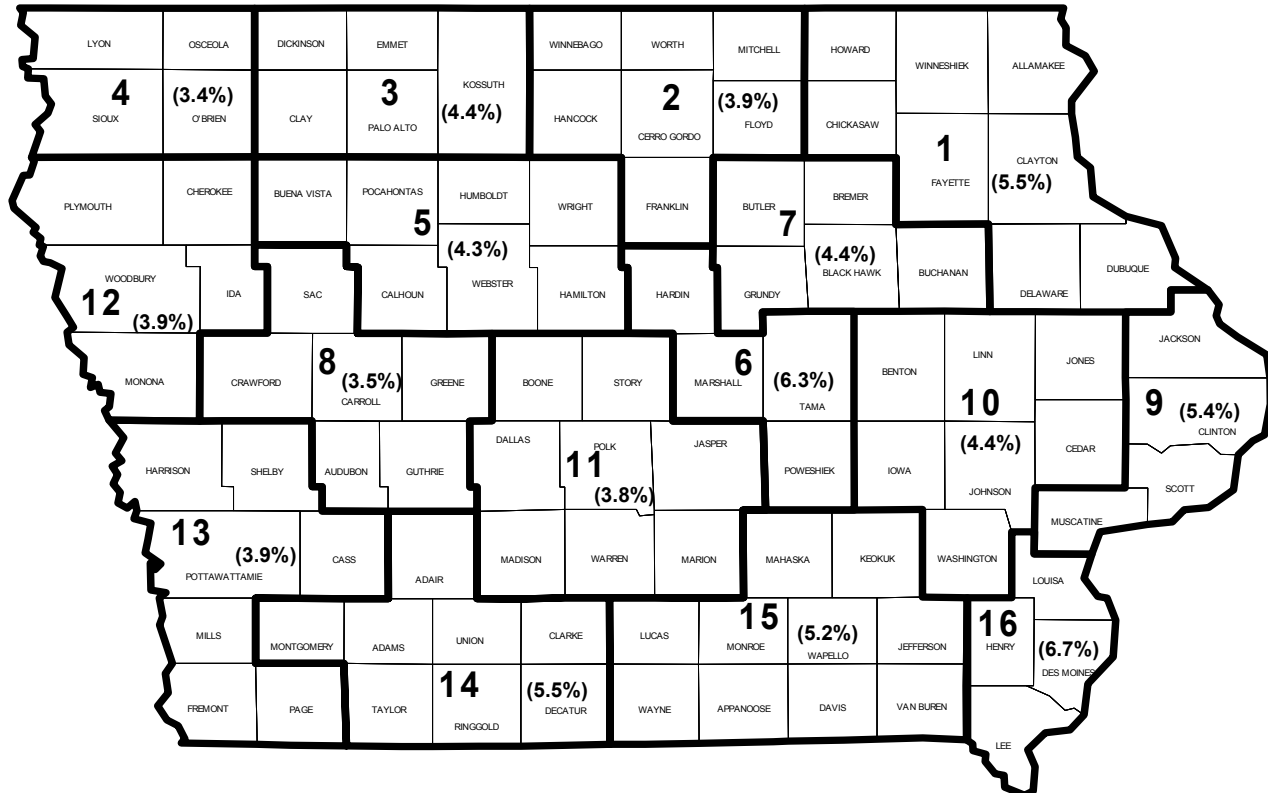 LYON
OSCEOLA
DICKINSON
EMMET
KOSSUTH
WINNEBAGO
WORTH
MITCHELL
HOWARD
WINNESHIEK
ALLAMAKEE
4
SIOUX
(3.4%)
O'BRIEN
CLAY
3
PALO ALTO
(4.4%)
HANCOCK
2
CERRO GORDO
(3.9%)
FLOYD
CHICKASAW
1
FAYETTE
CLAYTON
(5.5%)
PLYMOUTH
CHEROKEE
BUENA VISTA
POCAHONTAS
5
HUMBOLDT
WRIGHT
FRANKLIN
BUTLER
7
BREMER
(4.3%)
WEBSTER
(4.4%)
BLACK HAWK
BUCHANAN
DELAWARE
DUBUQUE
WOODBURY
12
(3.9%)
IDA
SAC
CALHOUN
HAMILTON
HARDIN
GRUNDY
MONONA
CRAWFORD
8
(3.5%)
CARROLL
GREENE
BOONE
STORY
MARSHALL
6
(6.3%)
TAMA
BENTON
LINN
10
JONES
JACKSON
9
(5.4%)
CLINTON
HARRISON
SHELBY
AUDUBON
GUTHRIE
DALLAS
POLK
11
(3.8%)
JASPER
POWESHIEK
IOWA
(4.4%)
JOHNSON
CEDAR
SCOTT
MUSCATINE
13
(3.9%)
POTTAWATTAMIE
CASS
ADAIR
MADISON
WARREN
MARION
MAHASKA
KEOKUK
WASHINGTON
LOUISA
MILLS
MONTGOMERY
ADAMS
UNION
CLARKE
LUCAS
15
MONROE
(5.2%)
WAPELLO
JEFFERSON
16
HENRY
(6.7%)
DES MOINES
FREMONT
PAGE
TAYLOR
14
RINGGOLD
(5.5%)
DECATUR
WAYNE
APPANOOSE
DAVIS
VAN BUREN
LEE